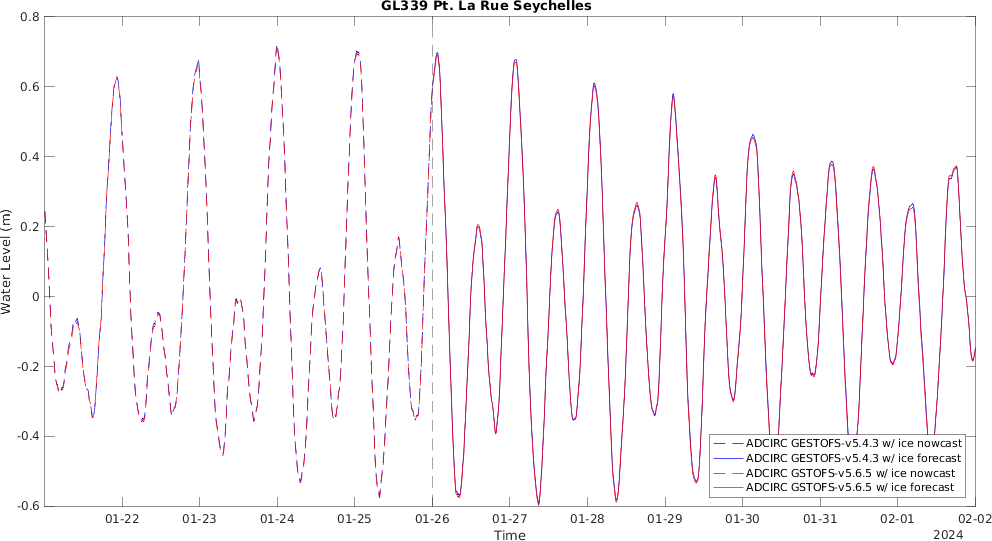 GL339 Pt. La Rue Seychelles
0.8
0.6
0.4
0.2
0
-0.2
-0.4
-0.6
Water Level (m)
ADCIRC GESTOFS-v5.4.3 w/ ice nowcast
ADCIRC GESTOFS-v5.4.3 w/ ice forecast
ADCIRC GSTOFS-v5.6.5 w/ ice nowcast
ADCIRC GSTOFS-v5.6.5 w/ ice forecast
01-22 01-23 01-24 01-25 01-26 01-27 01-28 01-29 01-30 01-31 02-01 02-02
Time
2024